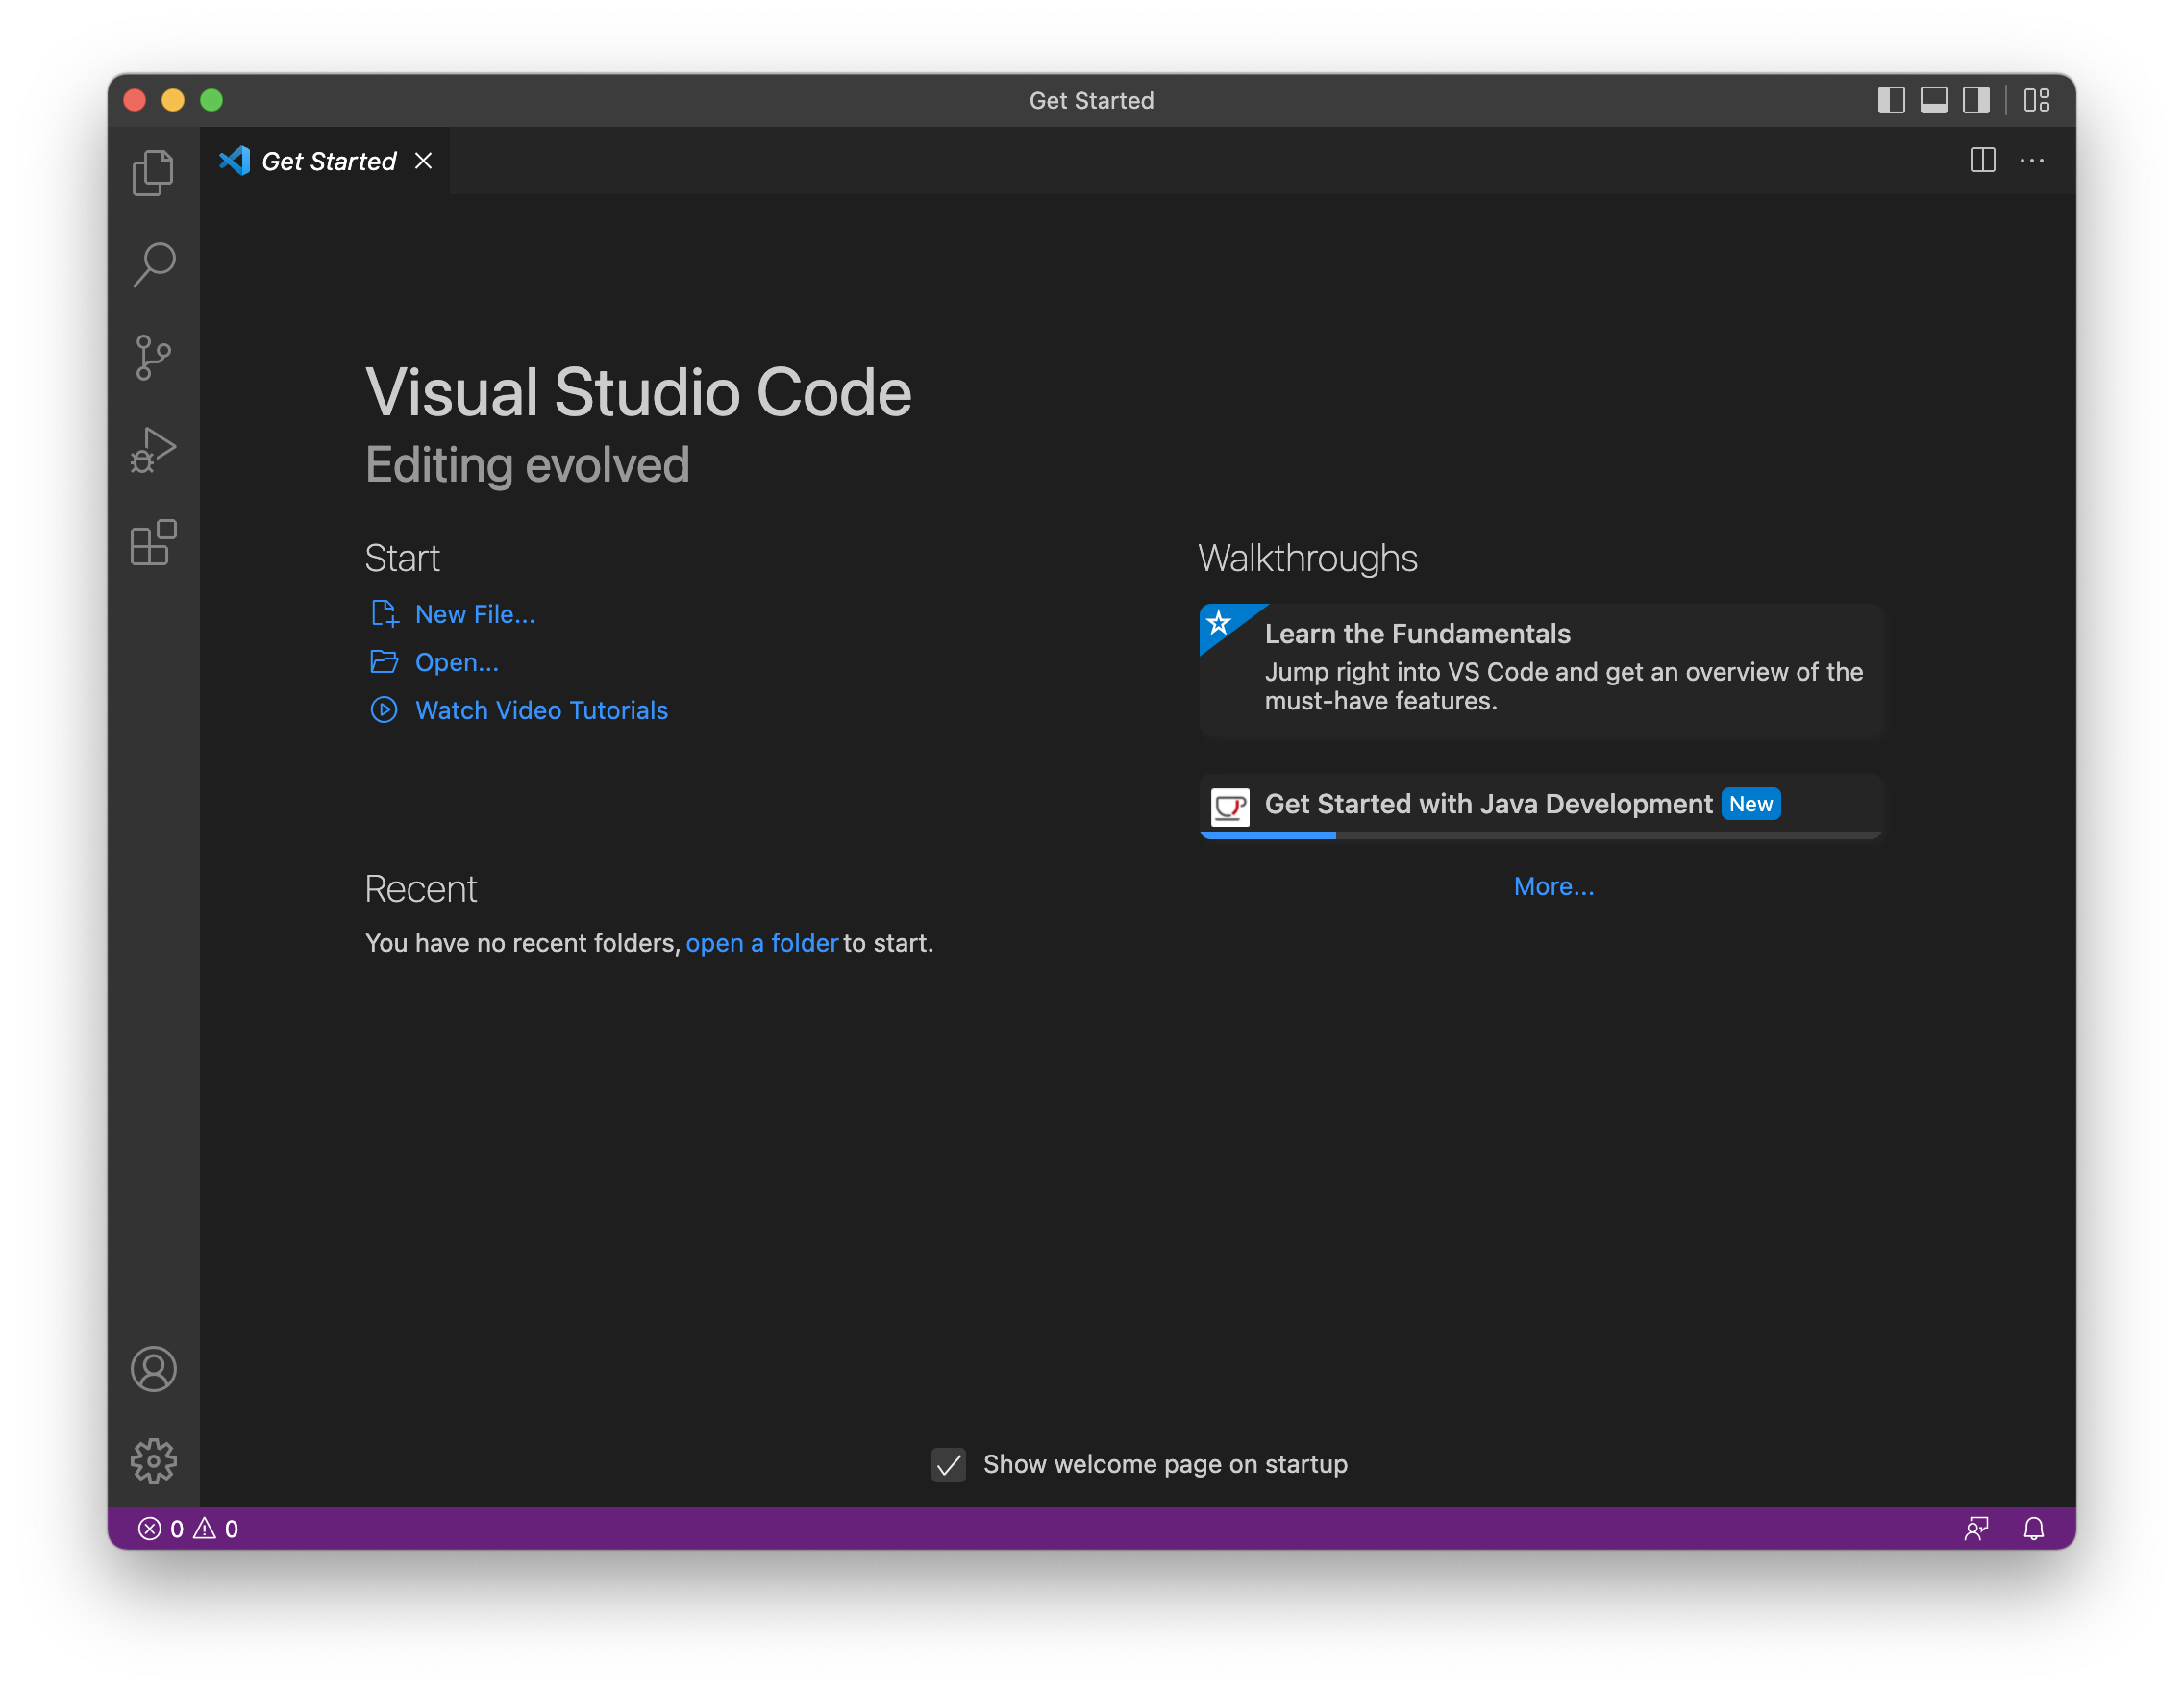 Get Started
Get Started
Visual Studio Code
Editing evolved
Start
New File...
Open...
Watch Video Tutorials
Recent
You have no recent folders, open a folder to start.
Walkthroughs
Learn the Fundamentals
Jump right into VS Code and get an overview of the
must-have features.
Get Started with Java Development New
More...
Show welcome page on startup
0 0